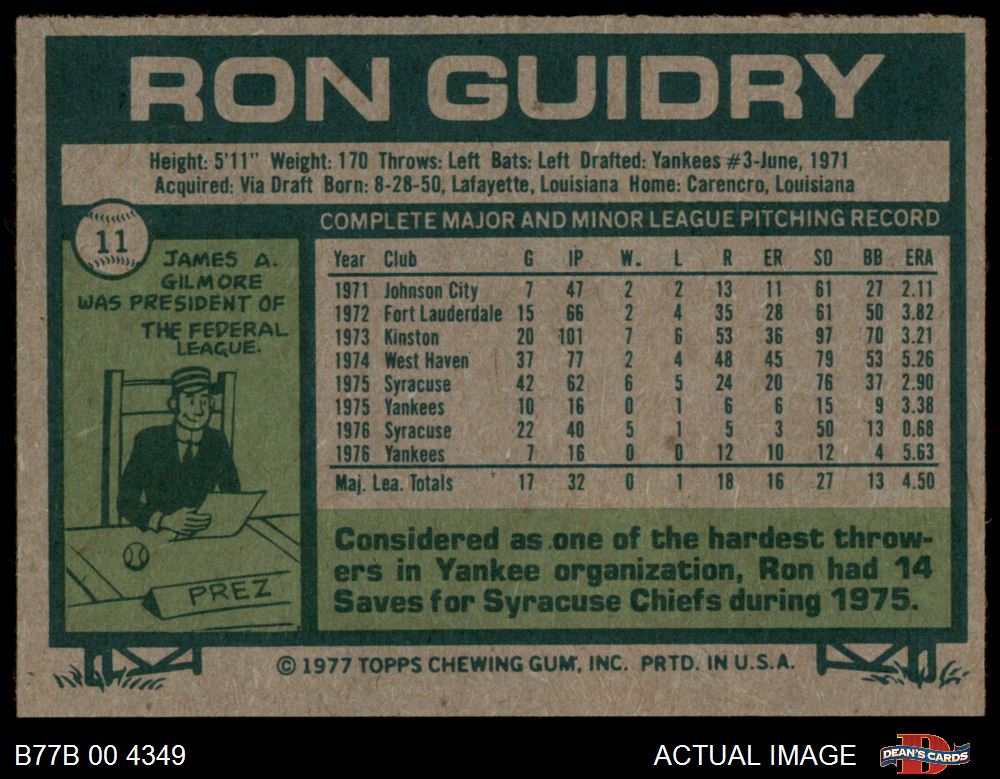 RON GUIDRY
Height: 5'11" Weight: 170 Throws: Left Bats: Left Drafted: Yankees #3-June, 1971
Acquired: Via Draft Born: 8-28-50, Lafayette, Louisiana Home: Carencro, Louisiana
11
JAMES A.
GILMORE
WAS PRESIDENT OF
THE FEDERAL
LEAGUE.
PREZ
COMPLETE MAJOR AND MINOR LEAGUE PITCHING RECORD
Year Club G IP W. L R ER SO BB ERA
1971 Johnson City 7 47 2 2 13 11 61 27 2.11
1972 Fort Lauderdale 15 66 2 4 35 28 61 50 3.82
1973 Kinston 20 101 7 6 53 36 97 70 3.21
1974 West Haven 37 77 2 4 48 45 79 53 5.26
1975 Syracuse 42 62 6 5 24 20 76 37 2.90
1975 Yankees 10 16 0 1 6 6 15 9 3.38
1976 Syracuse 22 40 5 1 5 3 50 13 0.68
1976 Yankees 7 16 0 0 12 10 12 4 5.63
Maj. Lea. Totals 17 32 0 1 18 16 27 13 4.50
Considered as one of the hardest throw-
ers in Yankee organization, Ron had 14
Saves for Syracuse Chiefs during 1975.
© 1977 TOPPS CHEWING GUM, INC. PRTD. IN U.S.A.
B77B 00 4349
ACTUAL IMAGE
DEAN'S CARDS